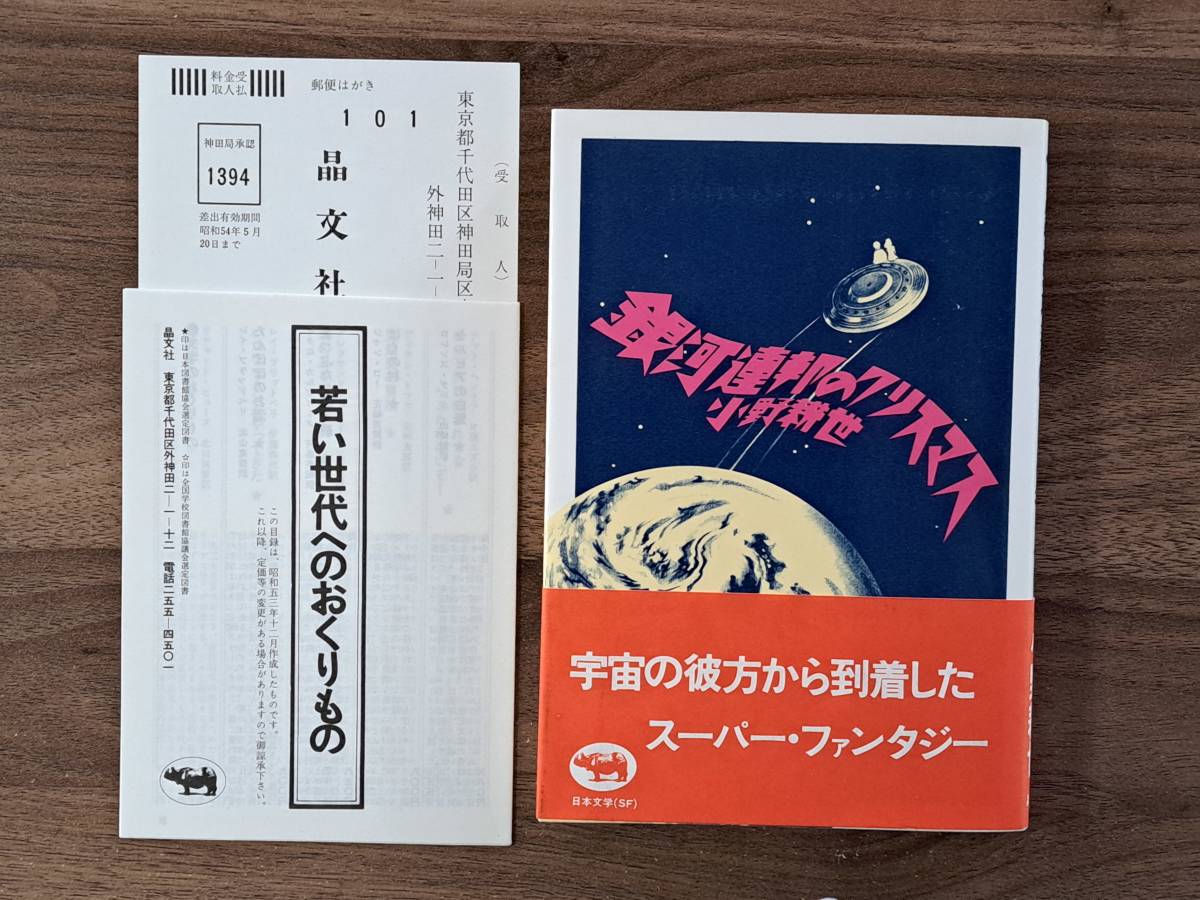 料金受
取人払
郵便はがき
101
神田局承認
1394
差出有効期間
昭和54年5月
20日まで
(受取人)
東京都千代田区神田局区
外神田二-一-
晶文社
若い世代へのおくりもの
この目録は、昭和五三年十二月作成したものです。
これ以降、定価等の変更がある場合がありますので御諒承下さい。
★印は日本図書館協会選定図書 ☆印は全国学校図書館協議会選定図書
晶文社 東京都千代田区外神田二-一-十二 電話二五五-四五〇一
銀河連邦のクリスマス
小野耕世
宇宙の彼方から到着した
スーパー・ファンタジー
日本文学(SF)